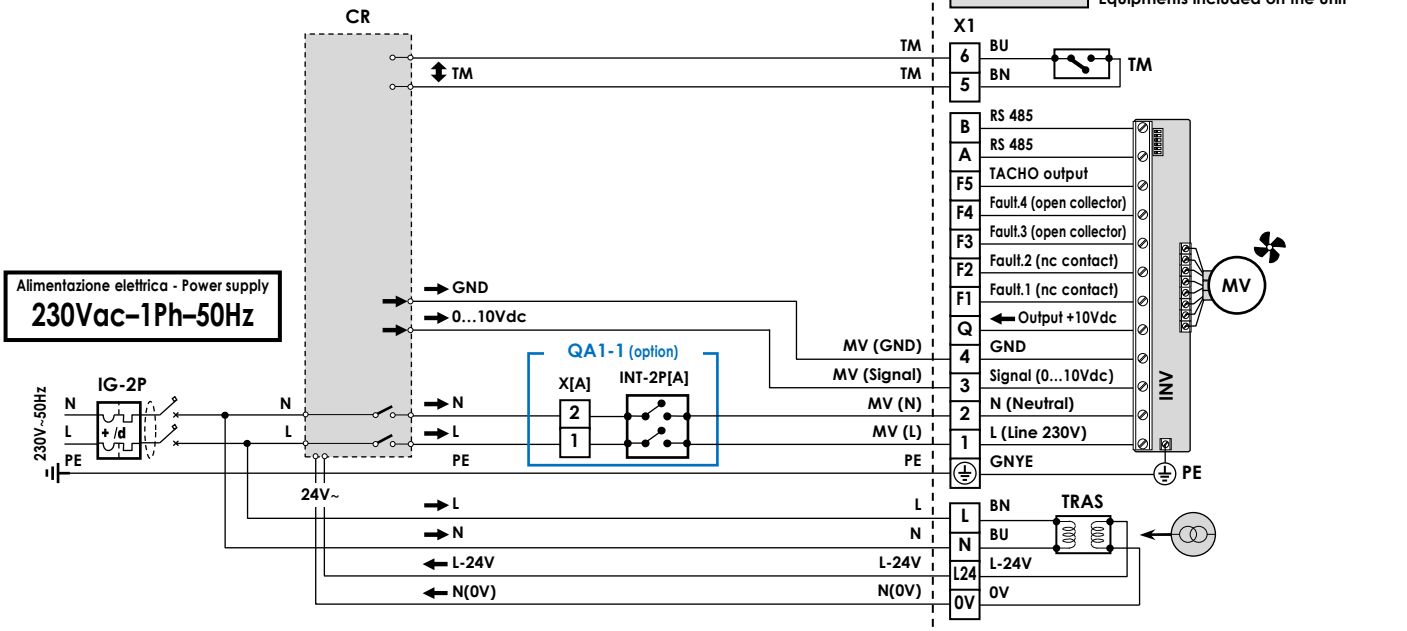 Equipments included on the unit
CR
X1
TM
6
BU
TM
TM
5
BN
B
RS 485
A
RS 485
F5
TACHO output
F4
Fault.4 (open collector)
F3
Fault.3 (open collector)
F2
Fault.2 (nc contact)
F1
Fault.1 (nc contact)
Q
Output +10Vdc
MV
INV
Alimentazione elettrica - Power supply
230Vac–1Ph–50Hz
GND
0...10Vdc
QA1-1 (option)
X[A]
INT-2P[A]
MV (GND)
4
GND
MV (Signal)
3
Signal (0...10Vdc)
IG-2P
230V~50Hz
N
N
N
2
MV (N)
2
N (Neutral)
L
+ /d
L
L
1
MV (L)
1
L (Line 230V)
PE
PE
PE
GNYE
PE
24V~
TRAS
L
L
L
BN
N
N
N
BU
L-24V
L-24V
L24
L-24V
N(0V)
N(0V)
0V
0V